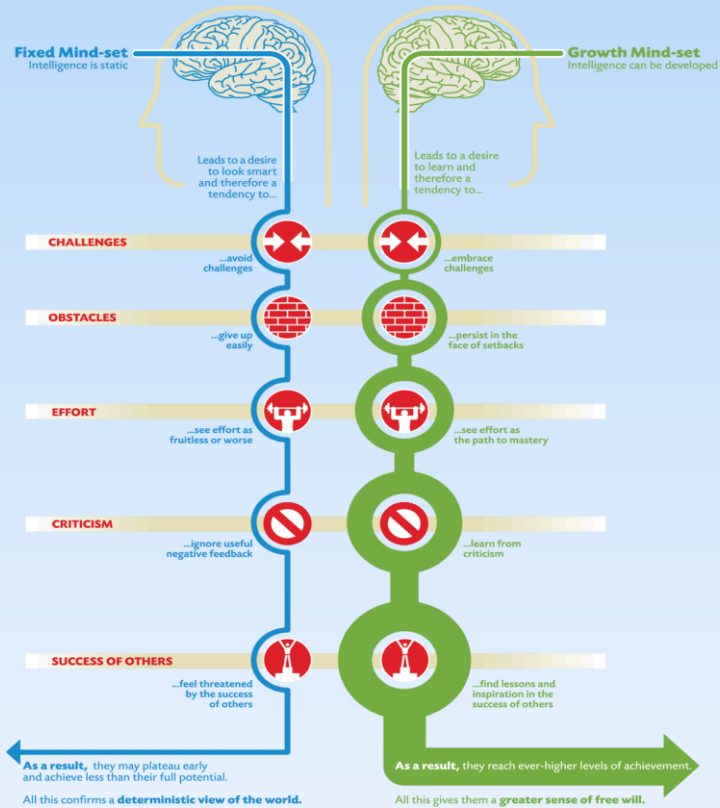 Fixed Mind-set
Intelligence is static
Growth Mind-set
Intelligence can be developed
Leads to a desire
to look smart
and therefore a
tendency to...
Leads to a desire
to learn and
therefore a
tendency to...
CHALLENGES
...avoid
challenges
...embrace
challenges
OBSTACLES
...give up
easily
...persist in the
face of setbacks
EFFORT
...see effort as
fruitless or worse
...see effort as
the path to mastery
CRITICISM
...ignore useful
negative feedback
...learn from
criticism
SUCCESS OF OTHERS
...feel threatened
by the success
of others
...find lessons and
inspiration in the
success of others
As a result, they may plateau early
and achieve less than their full potential.
All this confirms a deterministic view of the world.
As a result, they reach ever-higher levels of achievement.
All this gives them a greater sense of free will.